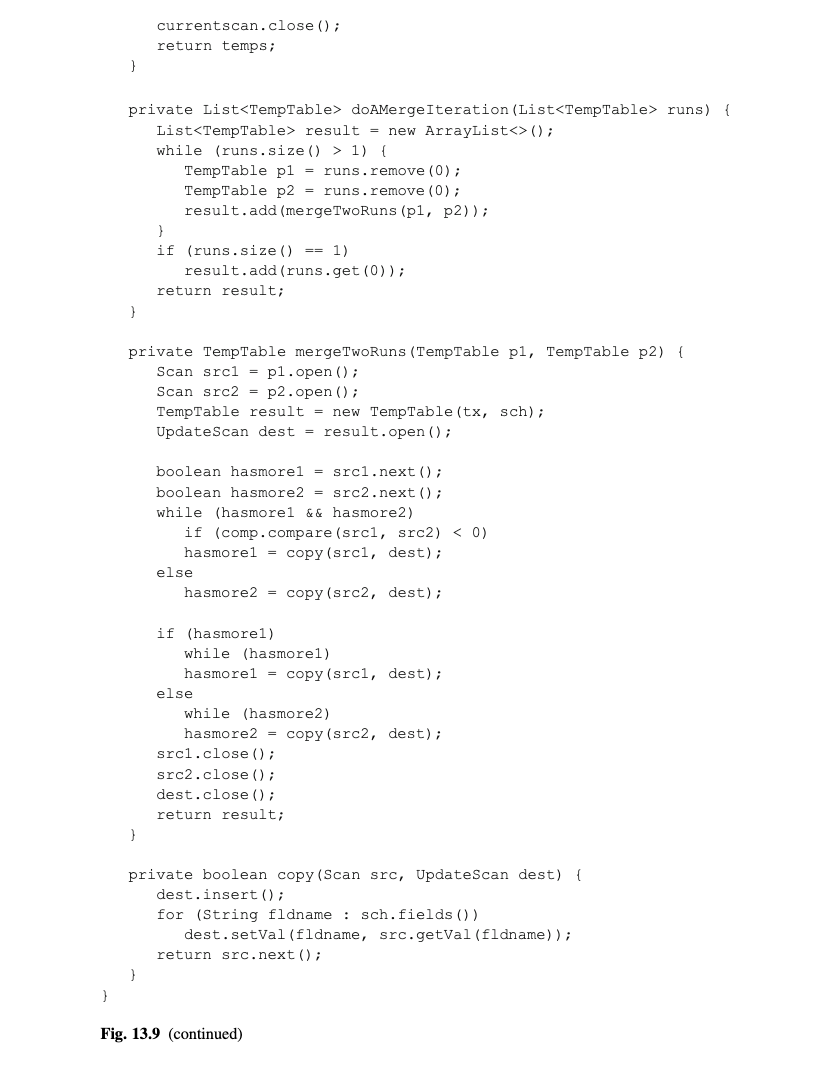 currentscan.close();
return temps;
}
private List<TempTable> doAMergeIteration(List<TempTable> runs) {
List<TempTable> result = new ArrayList<>();
while (runs.size() > 1) {
TempTable p1 = runs.remove(0);
TempTable p2 = runs.remove(0);
result.add(mergeTwoRuns(p1, p2));
}
if (runs.size() == 1)
result.add(runs.get(0));
return result;
}
private TempTable mergeTwoRuns(TempTable p1, TempTable p2) {
Scan src1 = p1.open();
Scan src2 = p2.open();
TempTable result = new TempTable(tx, sch);
UpdateScan dest = result.open();
boolean hasmore1 = src1.next();
boolean hasmore2 = src2.next();
while (hasmore1 && hasmore2)
if (comp.compare(src1, src2) < 0)
hasmore1 = copy(src1, dest);
else
hasmore2 = copy(src2, dest);
if (hasmore1)
while (hasmore1)
hasmore1 = copy(src1, dest);
else
while (hasmore2)
hasmore2 = copy(src2, dest);
src1.close();
src2.close();
dest.close();
return result;
}
private boolean copy(Scan src, UpdateScan dest) {
dest.insert();
for (String fldname : sch.fields())
dest.setVal(fldname, src.getVal(fldname));
return src.next();
}
}
Fig. 13.9 (continued)